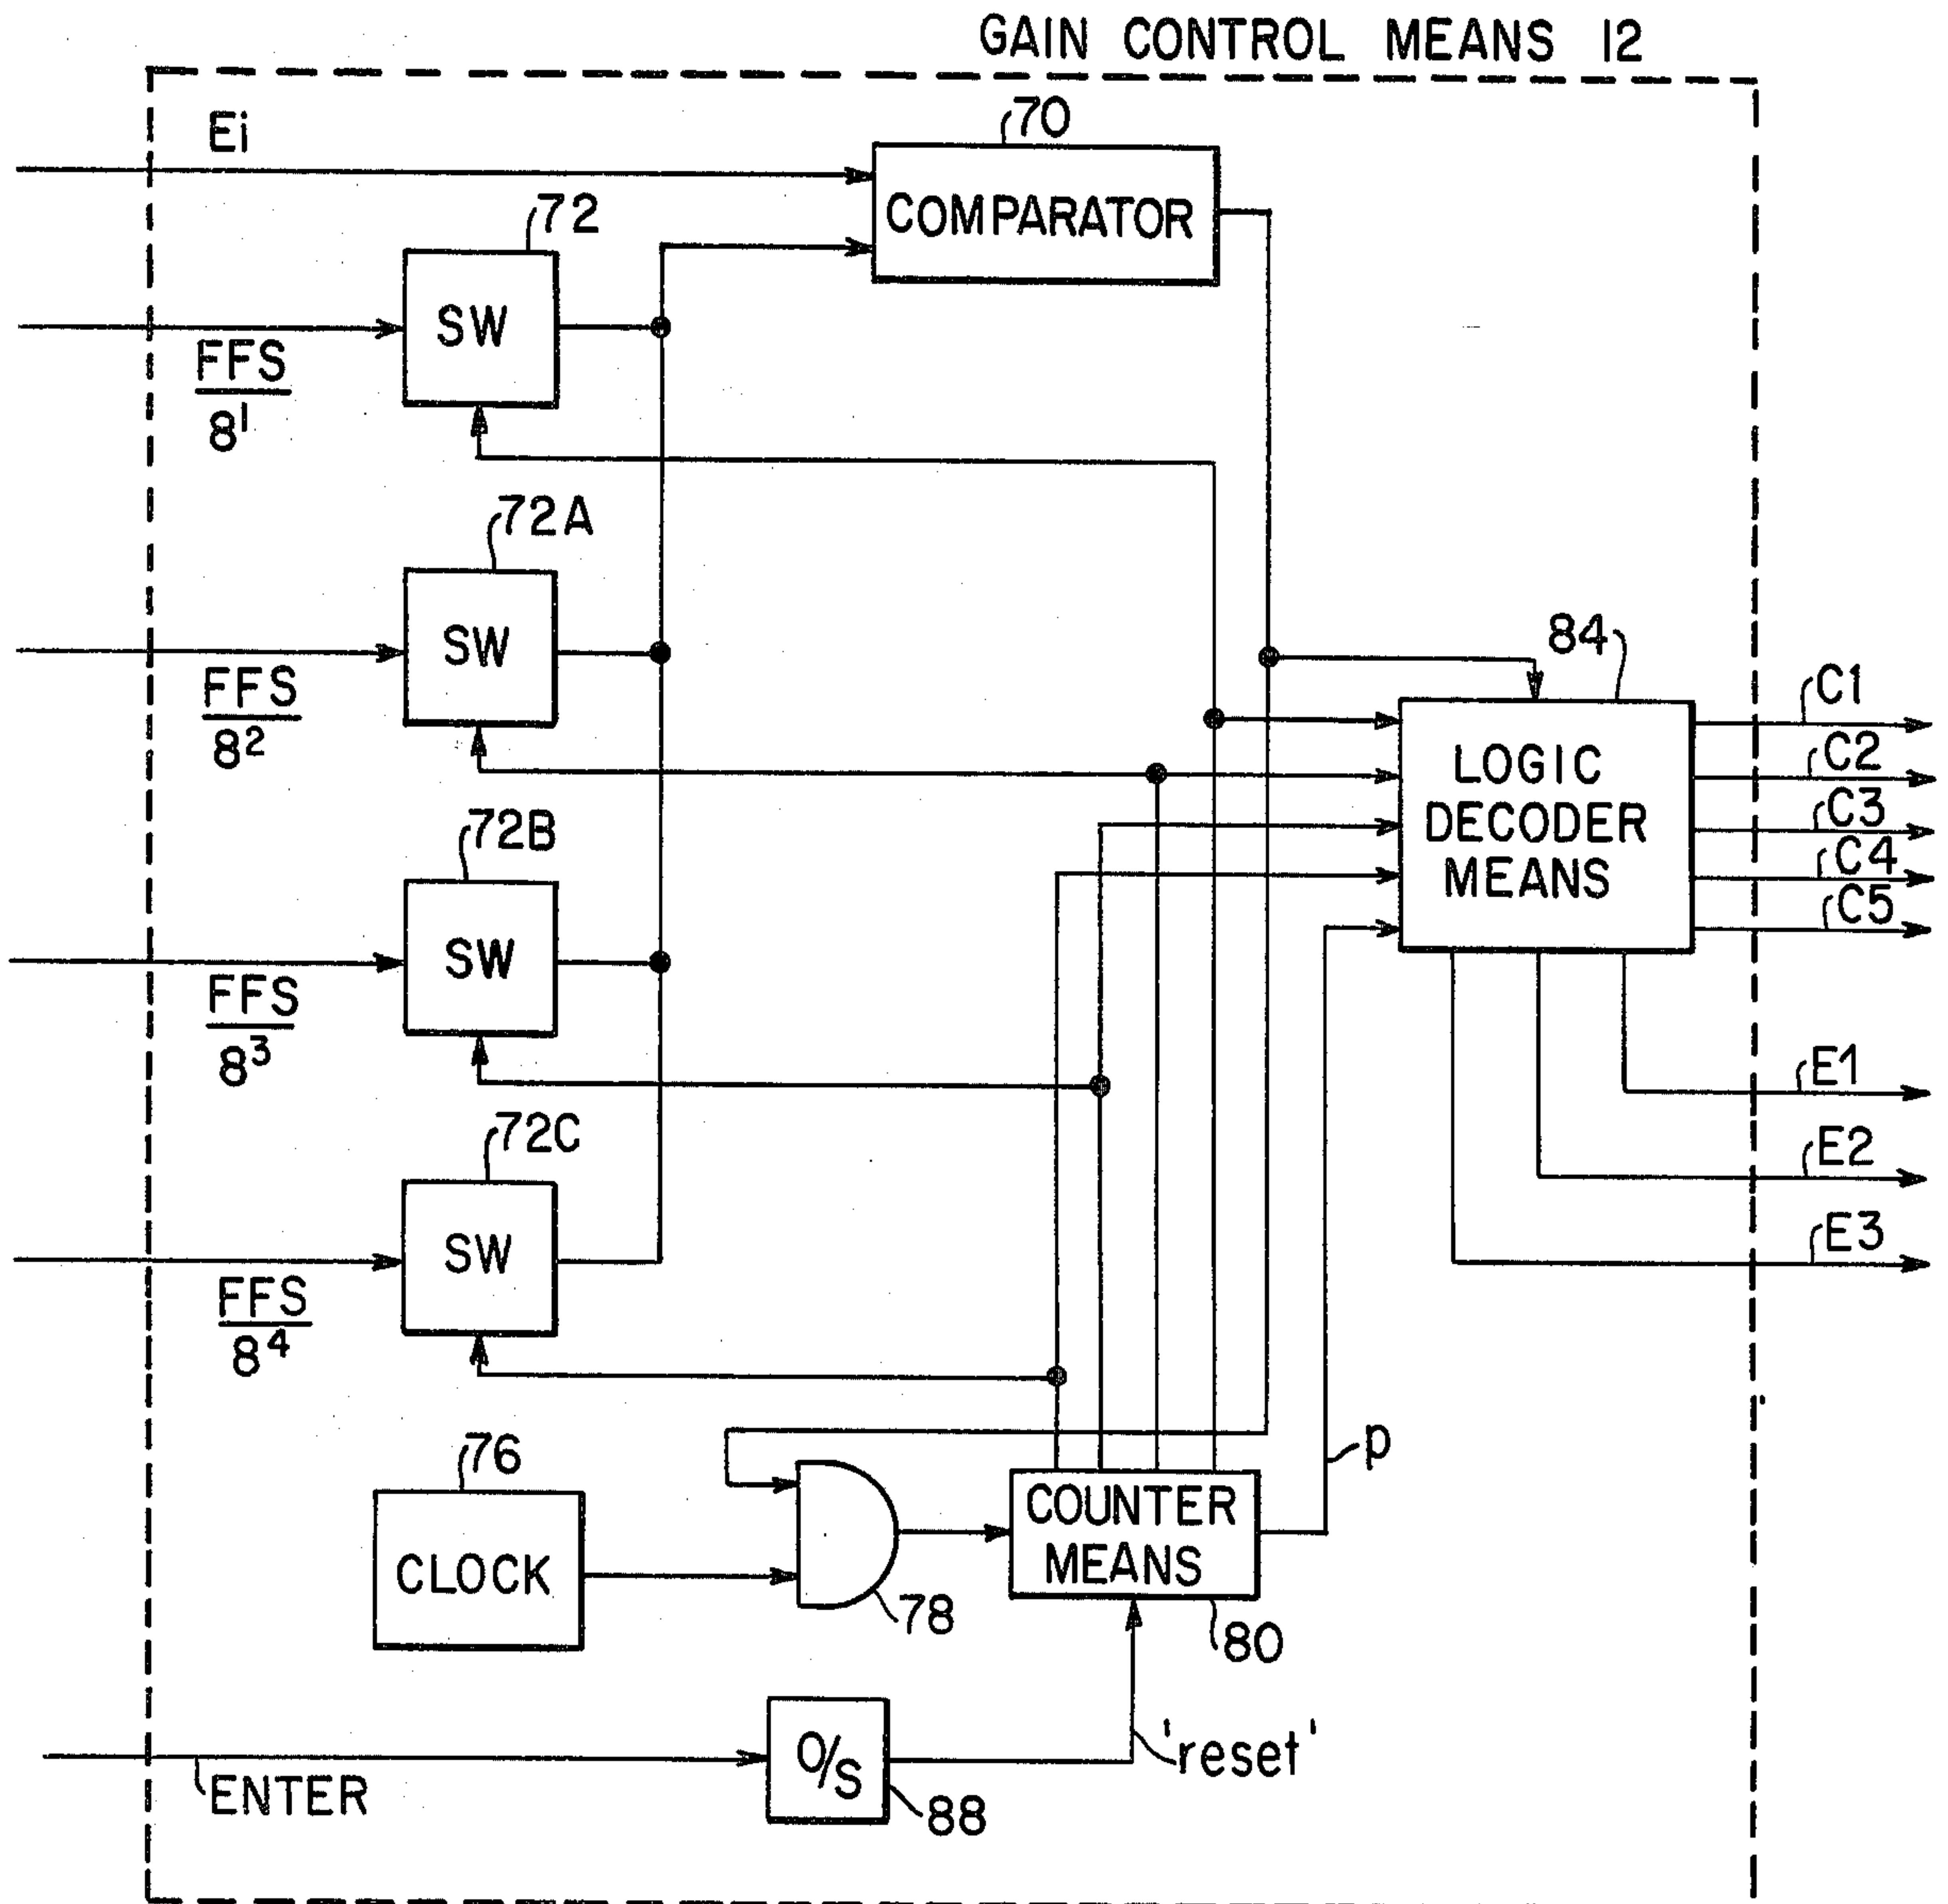 GAIN CONTROL MEANS 12
Ei
70
COMPARATOR
72
SW
FFS
8¹
72A
SW
FFS
8²
84
LOGIC
DECODER
MEANS
C1
C2
C3
C4
C5
72B
SW
FFS
8³
E1
E2
E3
72C
SW
FFS
8⁴
76
CLOCK
78
COUNTER
MEANS
80
p
ENTER
O/S
88
'reset'